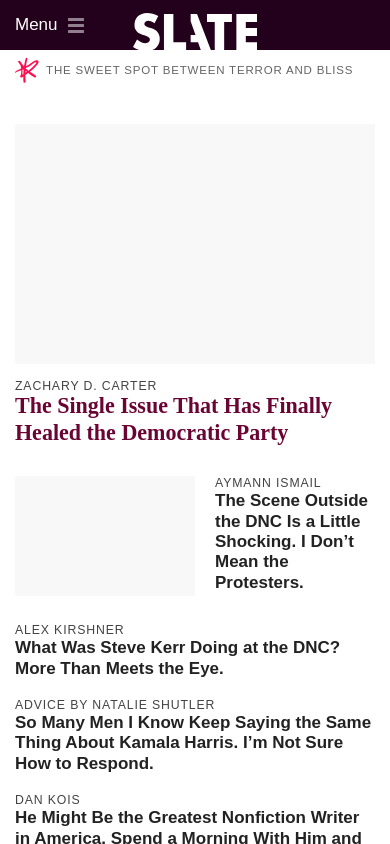 Menu
SLATE
THE SWEET SPOT BETWEEN TERROR AND BLISS
ZACHARY D. CARTER
The Single Issue That Has Finally
Healed the Democratic Party
AYMANN ISMAIL
The Scene Outside
the DNC Is a Little
Shocking. I Don’t
Mean the
Protesters.
ALEX KIRSHNER
What Was Steve Kerr Doing at the DNC?
More Than Meets the Eye.
ADVICE BY NATALIE SHUTLER
So Many Men I Know Keep Saying the Same
Thing About Kamala Harris. I’m Not Sure
How to Respond.
DAN KOIS
He Might Be the Greatest Nonfiction Writer
in America. Spend a Morning With Him and